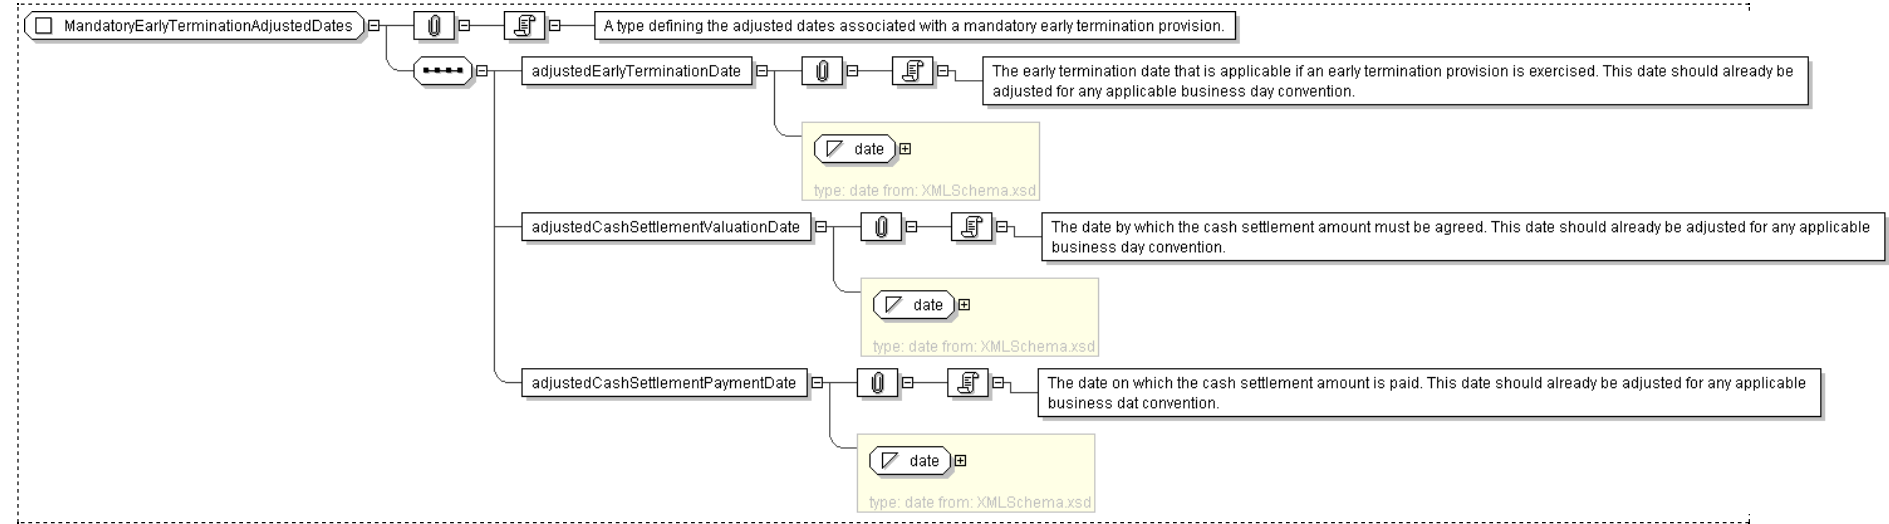 MandatoryEarlyTerminationAdjustedDates
A type defining the adjusted dates associated with a mandatory early termination provision.
adjustedEarlyTerminationDate
The early termination date that is applicable if an early termination provision is exercised. This date should already be
adjusted for any applicable business day convention.
date
type: date from: XMLSchema.xsd
adjustedCashSettlementValuationDate
The date by which the cash settlement amount must be agreed. This date should already be adjusted for any applicable
business day convention.
date
type: date from: XMLSchema.xsd
adjustedCashSettlementPaymentDate
The date on which the cash settlement amount is paid. This date should already be adjusted for any applicable
business dat convention.
date
type: date from: XMLSchema.xsd